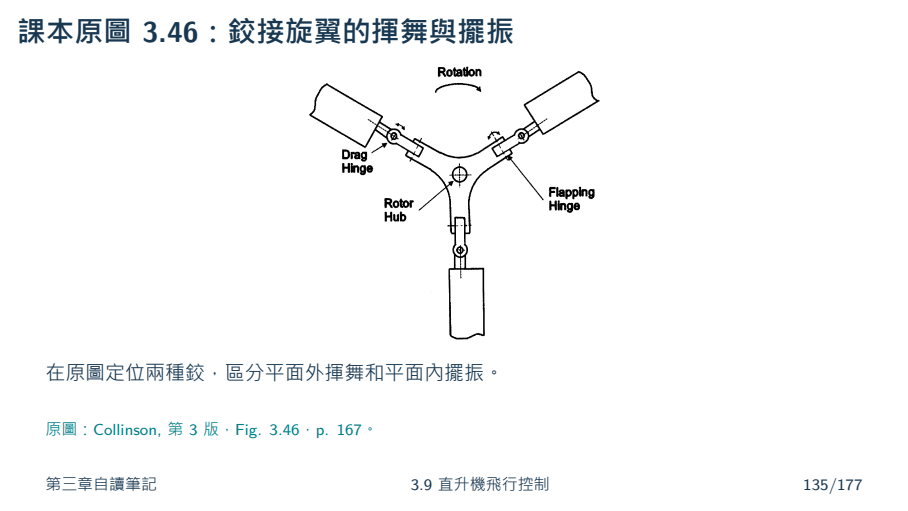 課本原圖 3.46：鉸接旋翼的揮舞與擺振
Rotation
Drag
Hinge
Rotor
Hub
Flapping
Hinge
在原圖定位兩種鉸，區分平面外揮舞和平面內擺振。
原圖：Collinson, 第 3 版，Fig. 3.46，p. 167。
第三章自讀筆記
3.9 直升機飛行控制
135/177